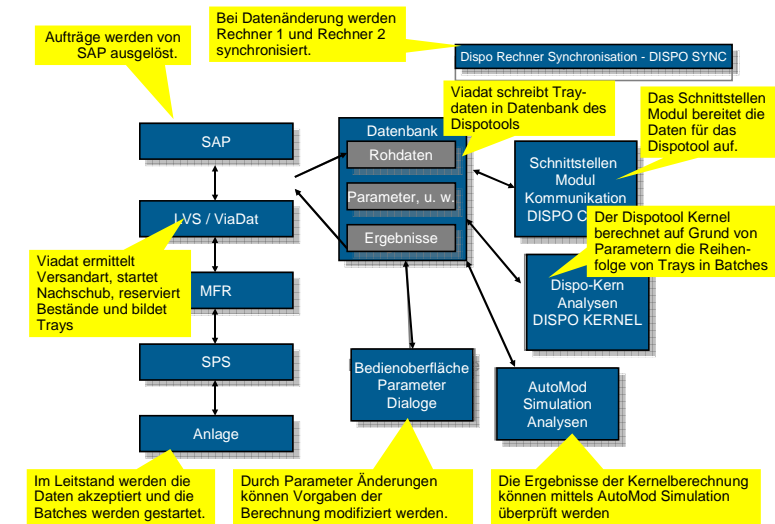 Aufträge werden von
SAP ausgelöst.
Bei Datenänderung werden
Rechner 1 und Rechner 2
synchronisiert.
Dispo Rechner Synchronisation - DISPO SYNC
Viadat schreibt Tray-
daten in Datenbank des
Dispotools
Das Schnittstellen
Modul bereitet die
Daten für das
Dispotool auf.
SAP
LVS / ViaDat
MFR
SPS
Anlage
Datenbank
Rohdaten
Parameter, u. w.
Ergebnisse
Schnittstellen
Modul
Kommunikation
DISPO
Der Dispotool Kernel
berechnet auf Grund von
Parametern die Reihen-
folge von Trays in Batches
Dispo-Kern
Analysen
DISPO KERNEL
Viadat ermittelt
Versandart, startet
Nachschub, reserviert
Bestände und bildet
Trays
Bedienoberfläche
Parameter
Dialoge
AutoMod
Simulation
Analysen
Im Leitstand werden die
Daten akzeptiert und die
Batches werden gestartet.
Durch Parameter Änderungen
können Vorgaben der
Berechnung modifiziert werden.
Die Ergebnisse der Kernelberechnung
können mittels AutoMod Simulation
überprüft werden